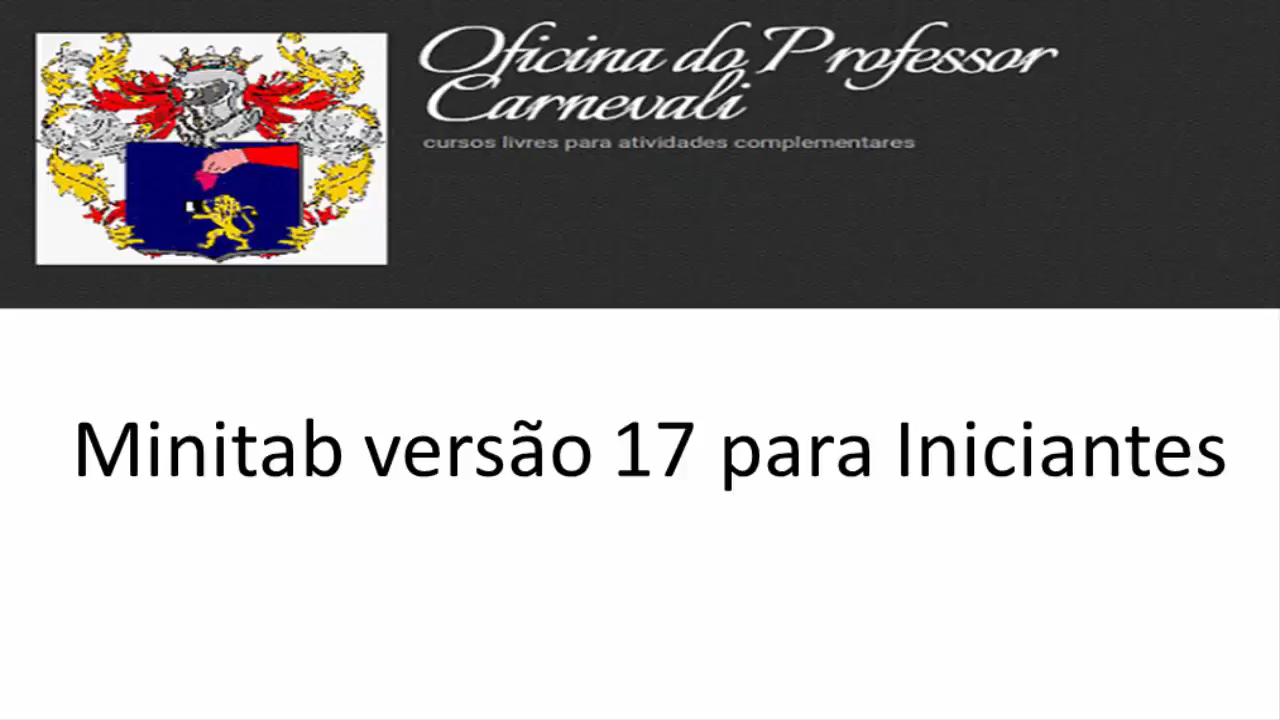 Oficina do Professor
Carnevali
cursos livres para atividades complementares
Minitab versão 17 para Iniciantes